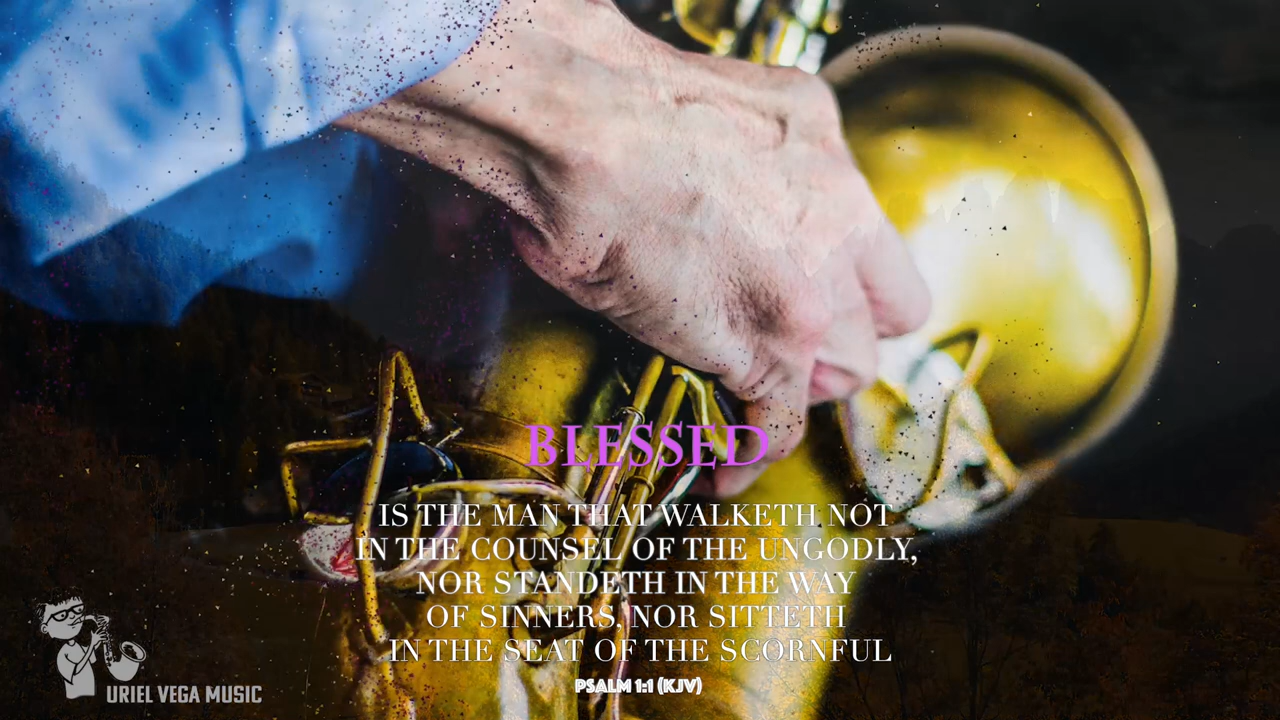 BLESSED
IS THE MAN THAT WALKETH NOT
IN THE COUNSEL OF THE UNGODLY,
NOR STANDETH IN THE WAY
OF SINNERS, NOR SITTETH
IN THE SEAT OF THE SCORNFUL
PSALM 1:1 (KJV)
URIEL VEGA MUSIC